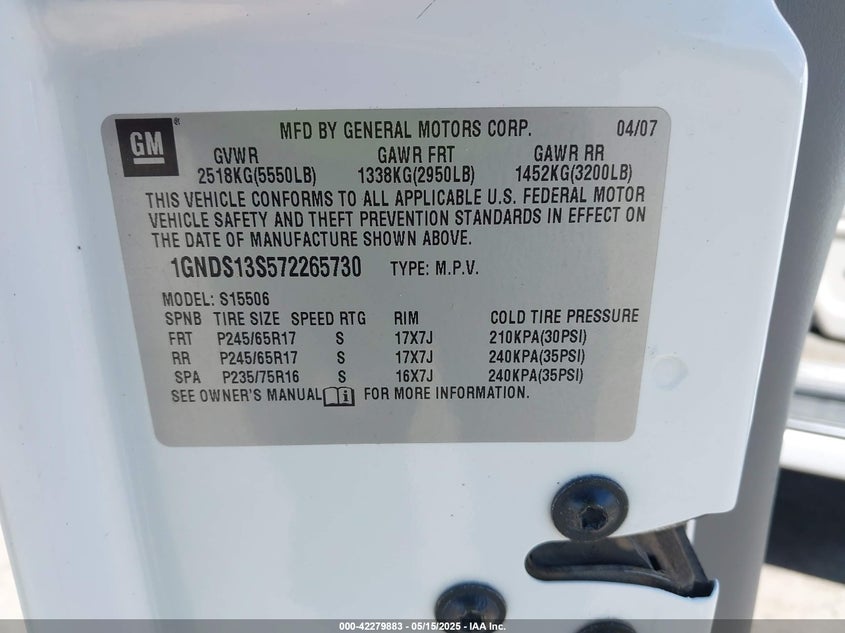 GM
MFD BY GENERAL MOTORS CORP. 04/07
GVWR GAWR FRT GAWR RR
2518KG(5550LB) 1338KG(2950LB) 1452KG(3200LB)
THIS VEHICLE CONFORMS TO ALL APPLICABLE U.S. FEDERAL MOTOR
VEHICLE SAFETY AND THEFT PREVENTION STANDARDS IN EFFECT ON
THE DATE OF MANUFACTURE SHOWN ABOVE.
1GNDS13S572265730 TYPE: M.P.V.
MODEL: S15506
SPNB TIRE SIZE SPEED RTG RIM COLD TIRE PRESSURE
FRT P245/65R17 S 17X7J 210KPA(30PSI)
RR P245/65R17 S 17X7J 240KPA(35PSI)
SPA P235/75R16 S 16X7J 240KPA(35PSI)
SEE OWNER'S MANUAL FOR MORE INFORMATION.
000-42279883 - 05/15/2025 - IAA Inc.